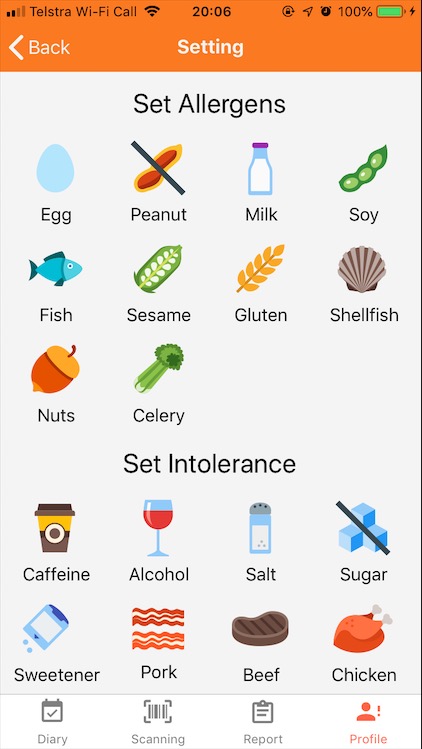 Telstra Wi-Fi Call 20:06 100%
Back Setting
Set Allergens
Egg Peanut Milk Soy
Fish Sesame Gluten Shellfish
Nuts Celery
Set Intolerance
Caffeine Alcohol Salt Sugar
Sweetener Pork Beef Chicken
Diary Scanning Report Profile